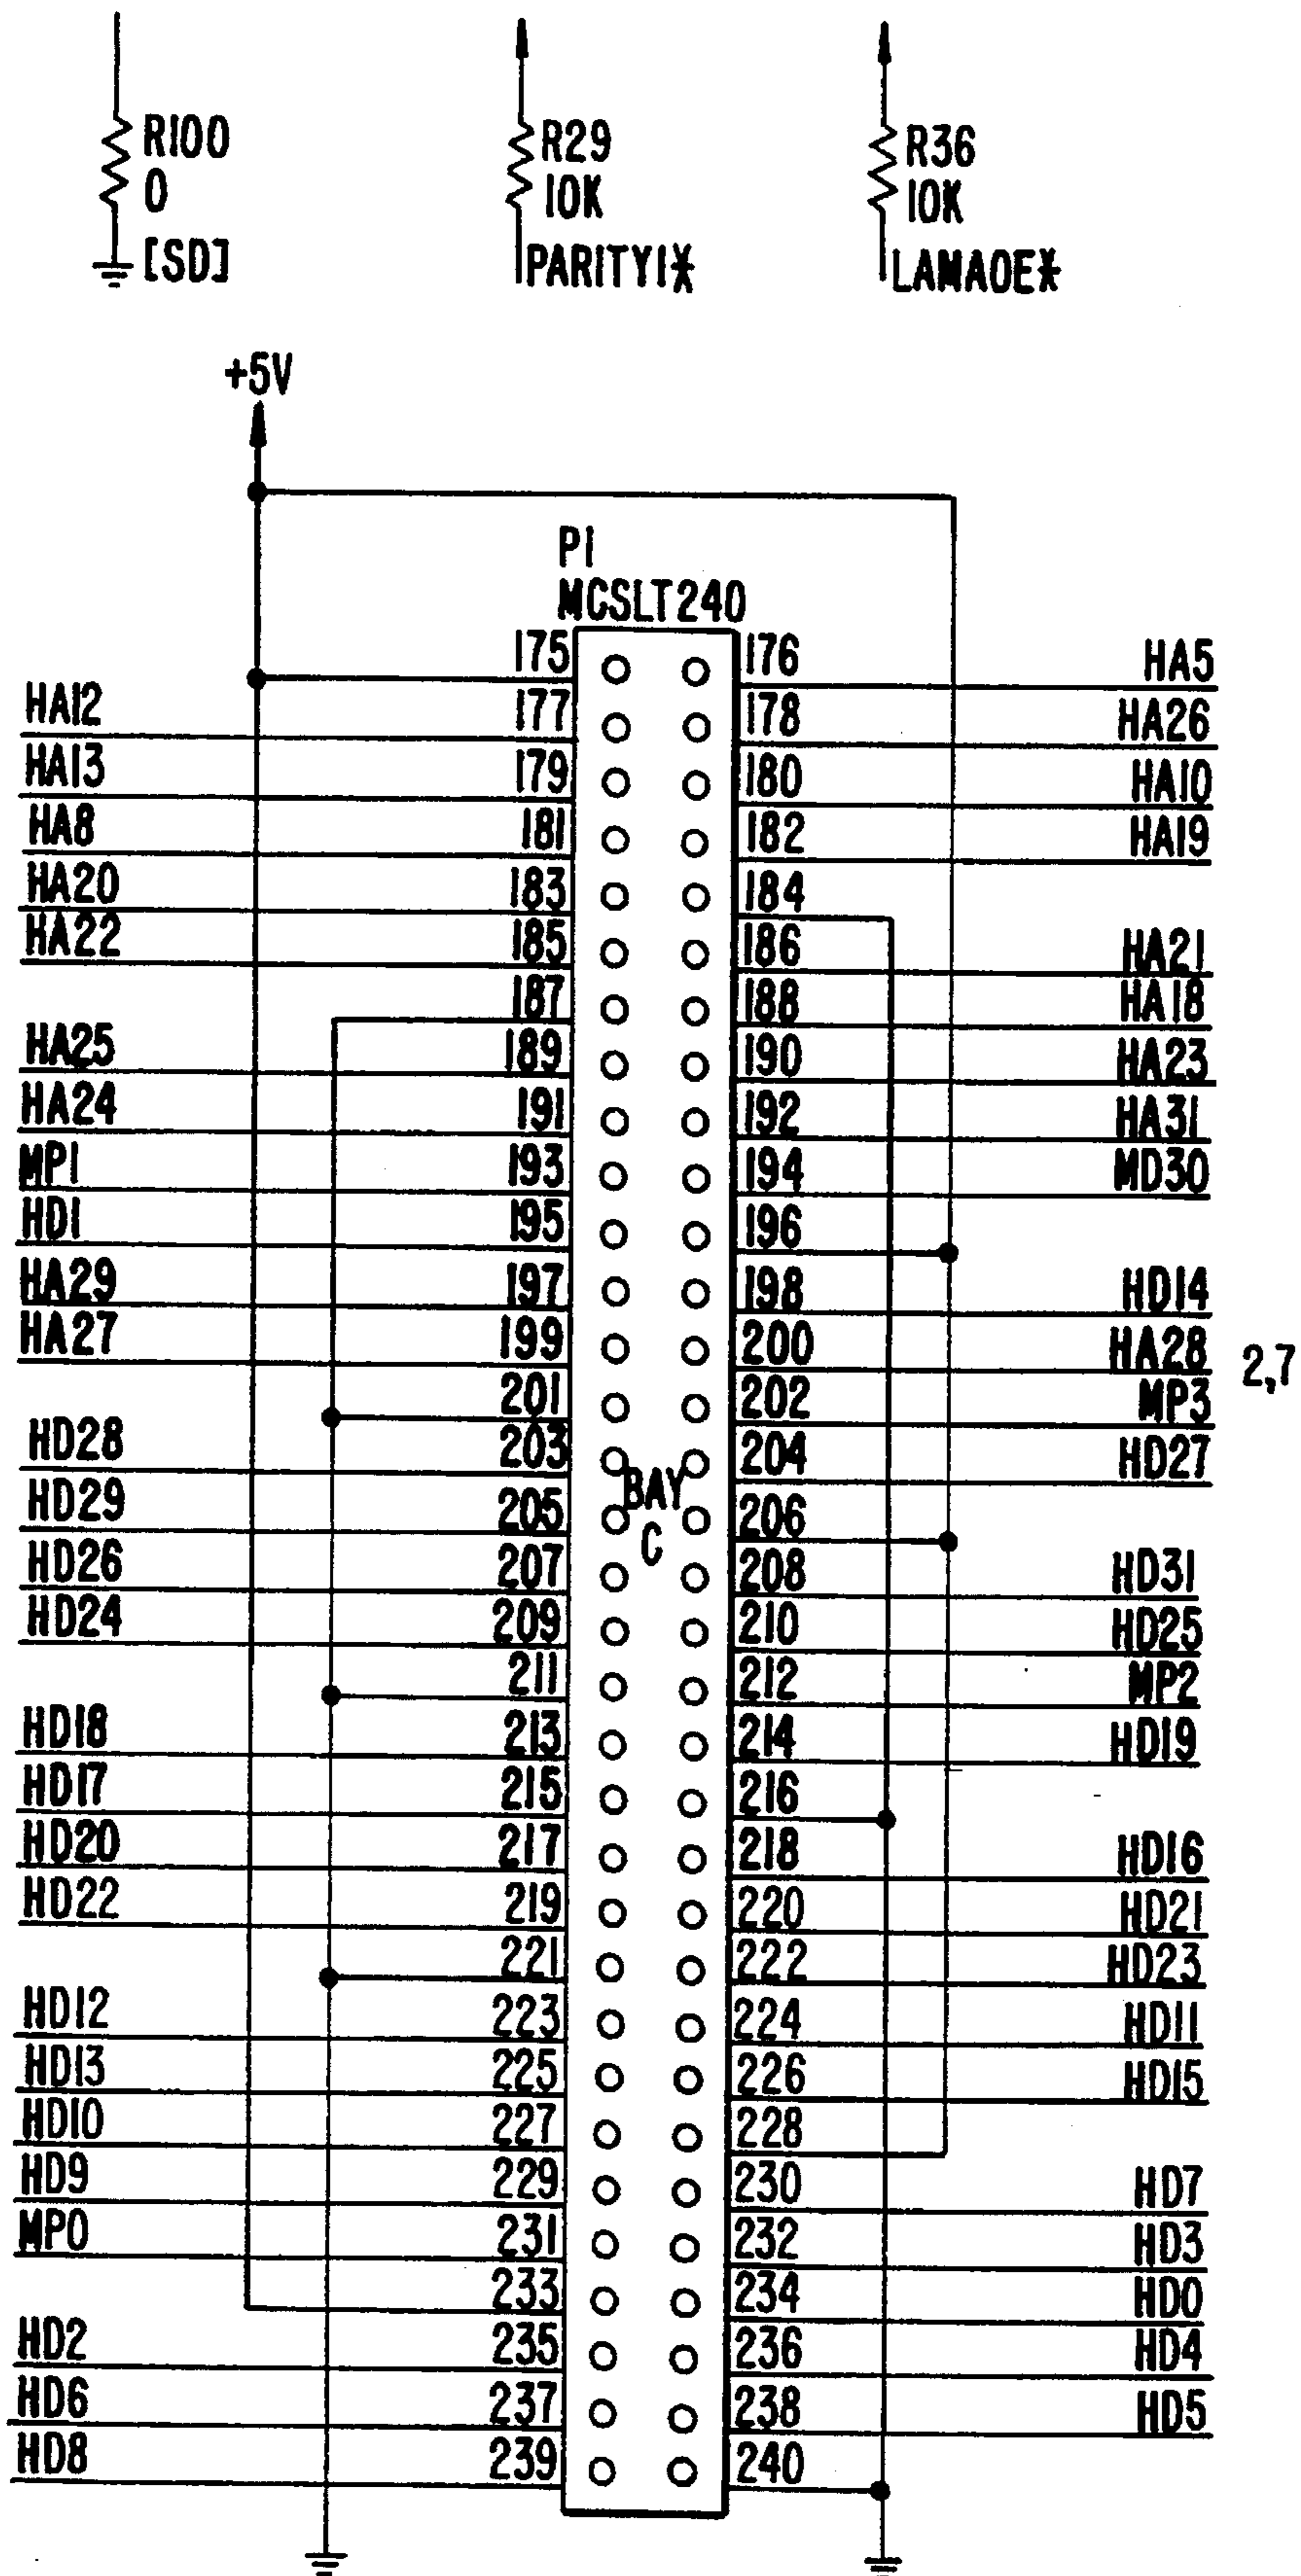 R100
0
[SD]
R29
10K
PARITY1*
R36
10K
LAMA0E*
+5V
P1
MCSLT240
175 176 HA5
HA12 177 178 HA26
HA13 179 180 HA10
HA8 181 182 HA19
HA20 183 184
HA22 185 186 HA21
187 188 HA18
HA25 189 190 HA23
HA24 191 192 HA31
MP1 193 194 MD30
HD1 195 196
HA29 197 198 HD14
HA27 199 200 HA28 2,7
201 202 MP3
HD28 203 204 HD27
BAY
C
HD29 205 206
HD26 207 208 HD31
HD24 209 210 HD25
211 212 MP2
HD18 213 214 HD19
HD17 215 216
HD20 217 218 HD16
HD22 219 220 HD21
221 222 HD23
HD12 223 224 HD11
HD13 225 226 HD15
HD10 227 228
HD9 229 230 HD7
MP0 231 232 HD3
233 234 HD0
HD2 235 236 HD4
HD6 237 238 HD5
HD8 239 240